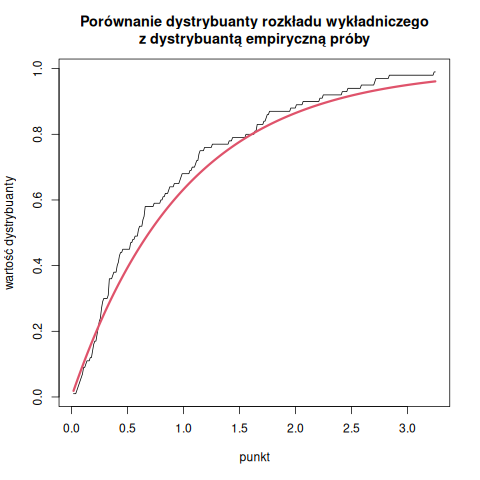 Porównanie dystrybuanty rozkładu wykładniczego
z dystrybuantą empiryczną próby
wartość dystrybuanty
1.0
0.8
0.6
0.4
0.2
0.0
0.0 0.5 1.0 1.5 2.0 2.5 3.0
punkt